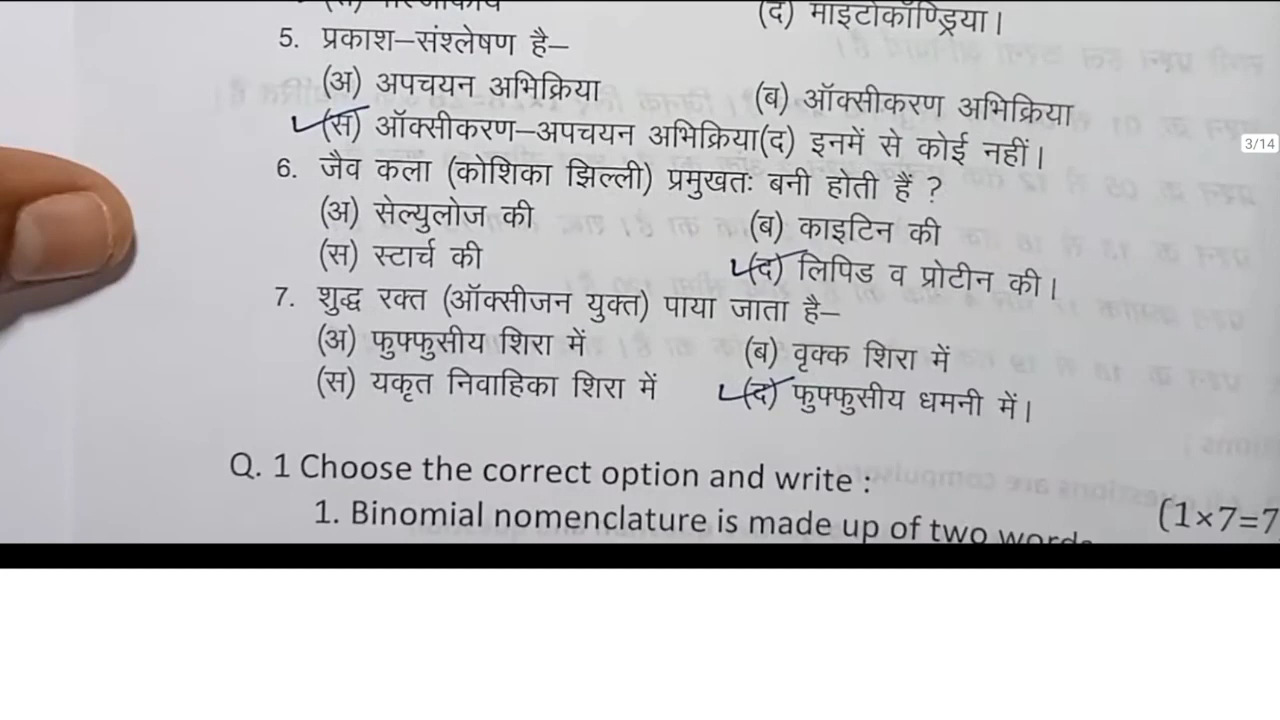 (द) माइटोकॉण्ड्रिया।
5. प्रकाश–संश्लेषण है–
(अ) अपचयन अभिक्रिया (ब) ऑक्सीकरण अभिक्रिया
(स) ऑक्सीकरण–अपचयन अभिक्रिया(द) इनमें से कोई नहीं।
3/14
6. जैव कला (कोशिका झिल्ली) प्रमुखतः बनी होती हैं ?
(अ) सेल्युलोज की (ब) काइटिन की
(स) स्टार्च की (द) लिपिड व प्रोटीन की।
7. शुद्ध रक्त (ऑक्सीजन युक्त) पाया जाता है–
(अ) फुफ्फुसीय शिरा में (ब) वृक्क शिरा में
(स) यकृत निवाहिका शिरा में (द) फुफ्फुसीय धमनी में।
Q. 1 Choose the correct option and write :
(1×7=7
1. Binomial nomenclature is made up of two words